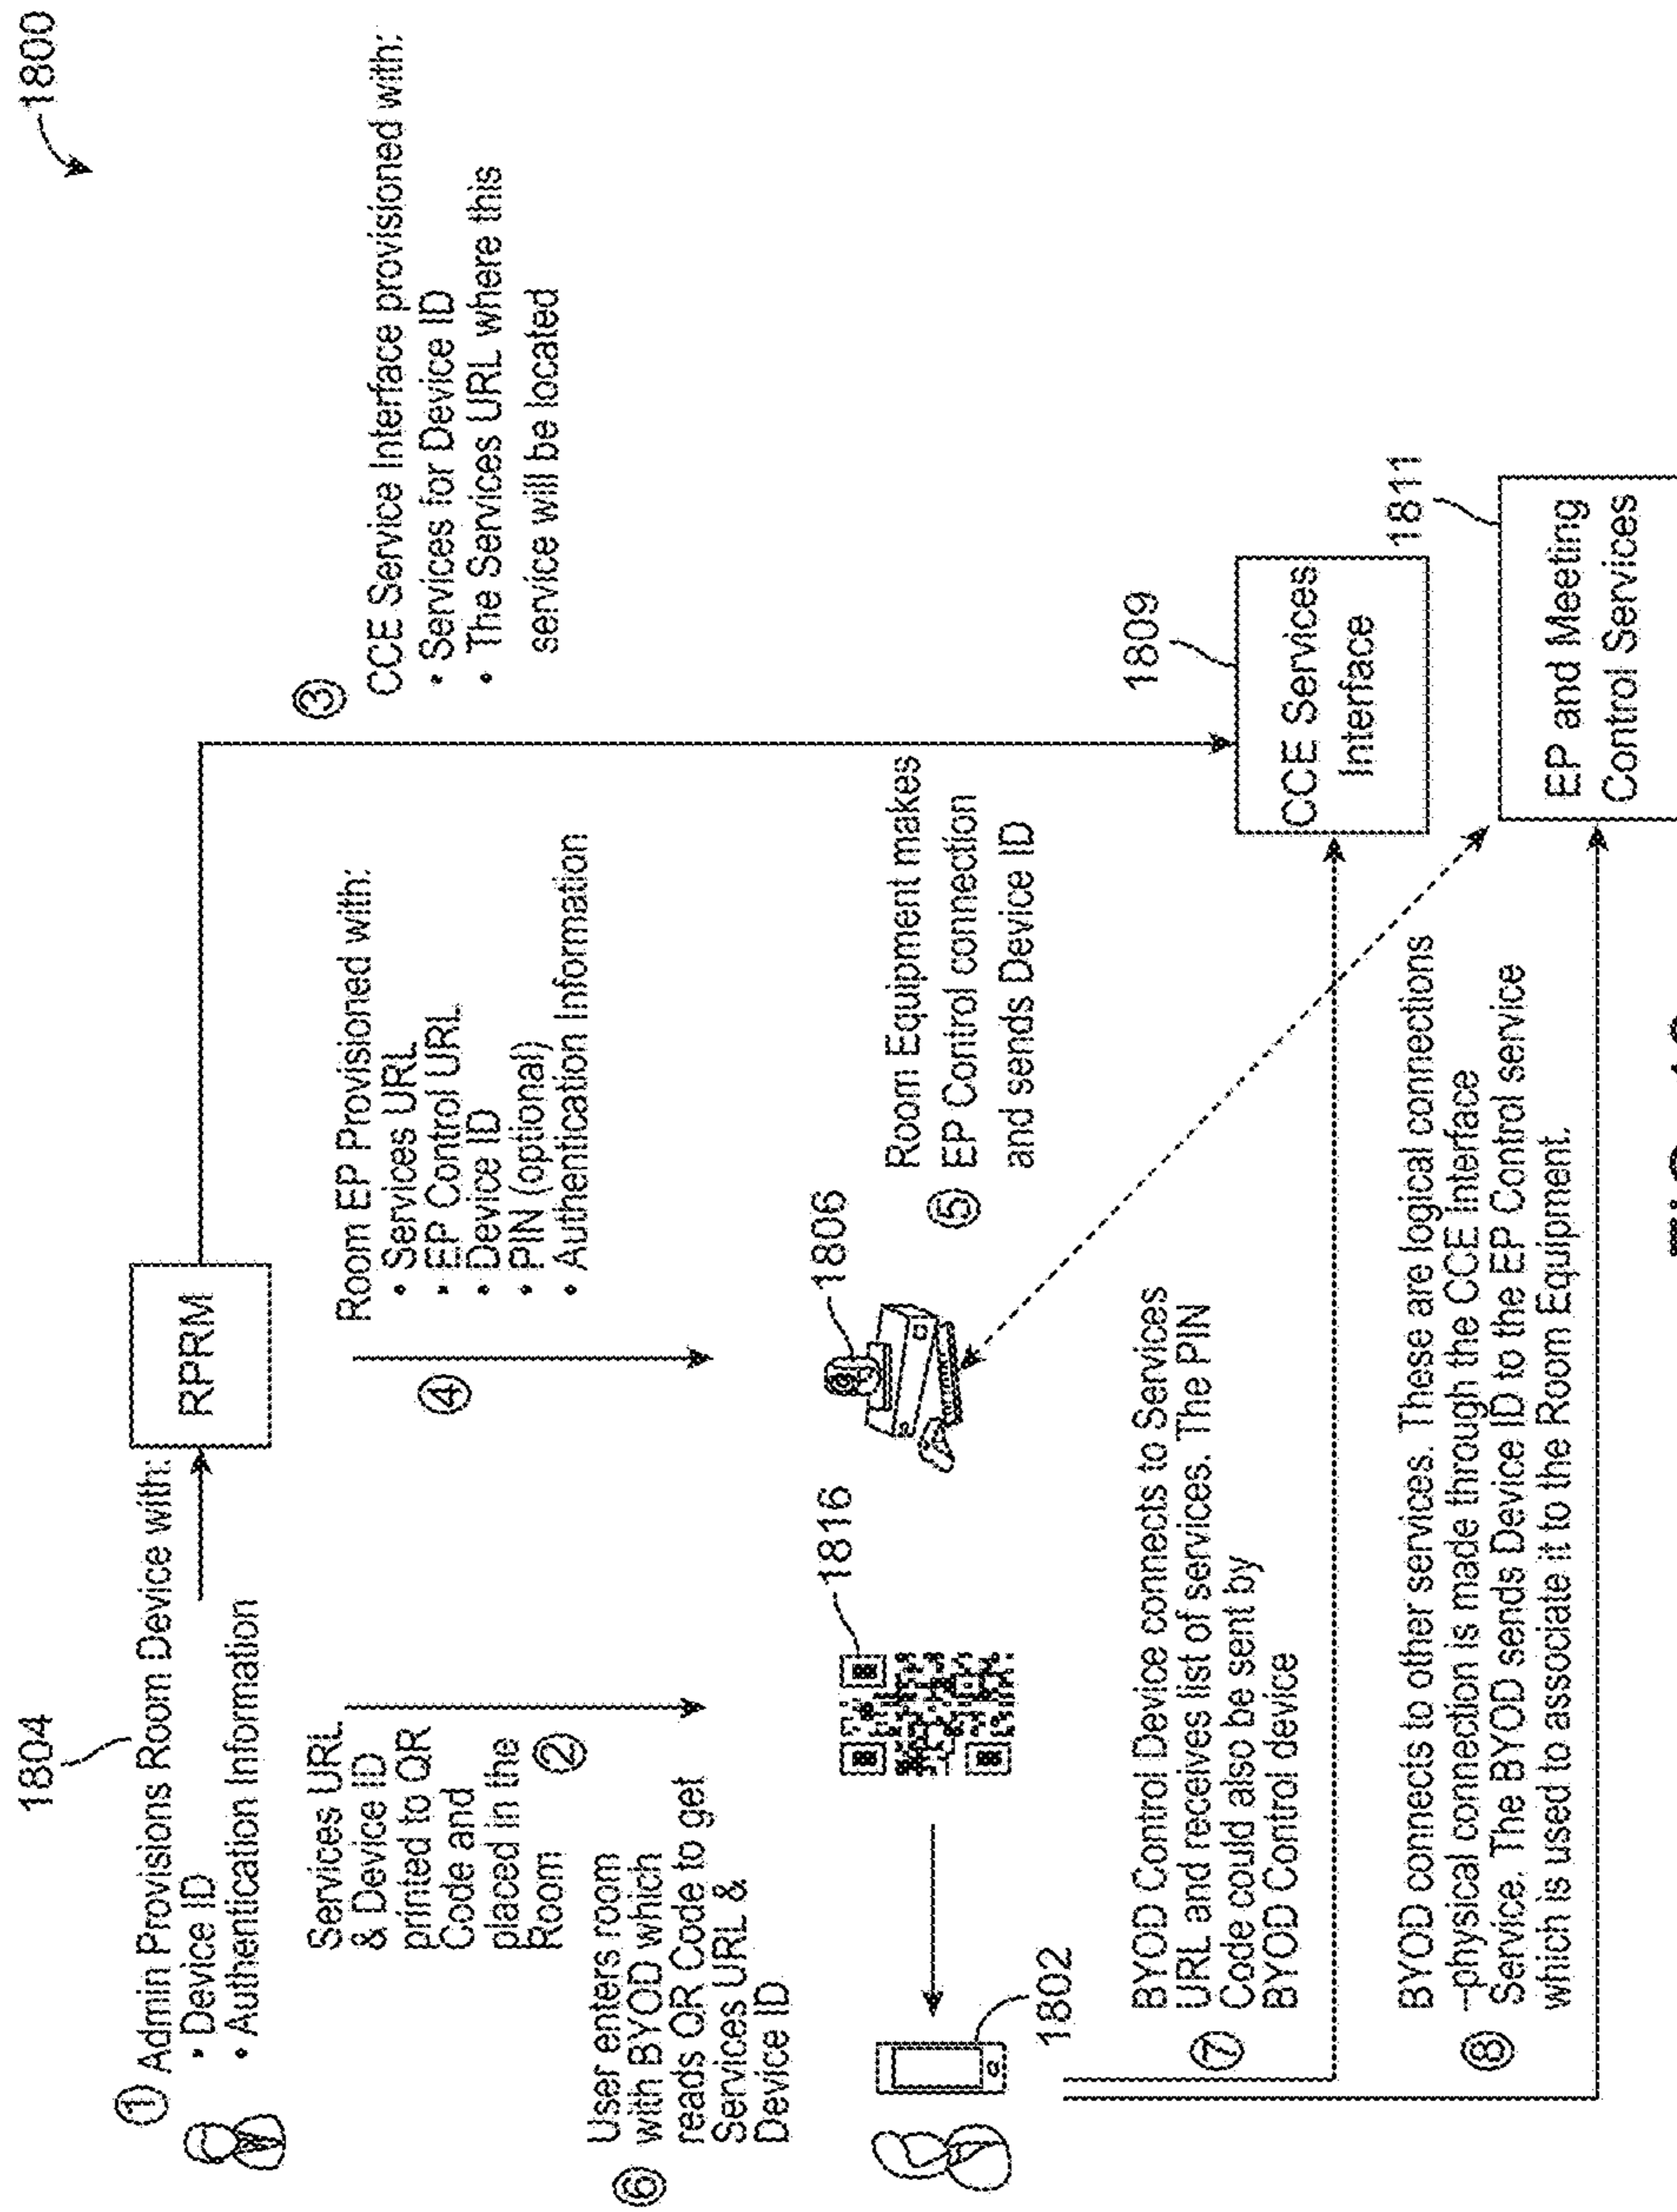 1800
1804
① Admin Provisions Room Device with:
• Device ID
• Authentication Information
RPRM
Services URL
& Device ID
printed to QR
Code and
placed in the
Room ②
③
CCE Service Interface provisioned with:
• Services for Device ID
• The Services URL where this
service will be located
④
Room EP Provisioned with:
• Services URL
• EP Control URL
• Device ID
• PIN (optional)
• Authentication Information
Room Equipment makes
⑤ EP Control connection
and sends Device ID
⑥
User enters room
with BYOD which
reads QR Code to get
Services URL &
Device ID
1816
1806
1802
⑦
BYOD Control Device connects to Services
URL and receives list of services. The PIN
Code could also be sent by
BYOD Control device
1809
CCE Services
Interface
⑧
BYOD connects to other services. These are logical connections
–physical connection is made through the CCE Interface
Service. The BYOD sends Device ID to the EP Control service
which is used to associate it to the Room Equipment.
1811
EP and Meeting
Control Services